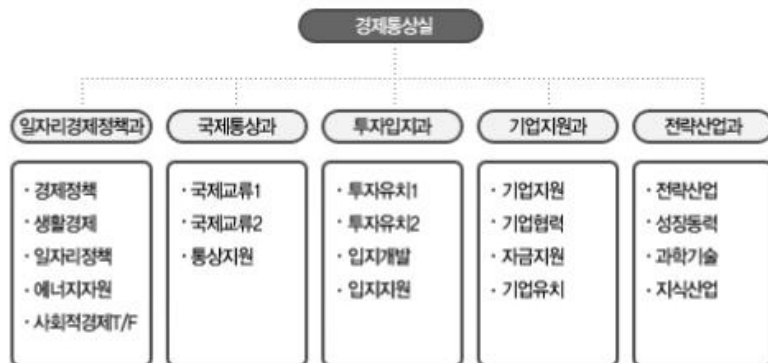 경제통상실
일자리경제정책과
· 경제정책
· 생활경제
· 일자리정책
· 에너지자원
· 사회적경제T/F
국제통상과
· 국제교류1
· 국제교류2
· 통상지원
투자입지과
· 투자유치1
· 투자유치2
· 입지개발
· 입지지원
기업지원과
· 기업지원
· 기업협력
· 자금지원
· 기업유치
전략산업과
· 전략산업
· 성장동력
· 과학기술
· 지식산업